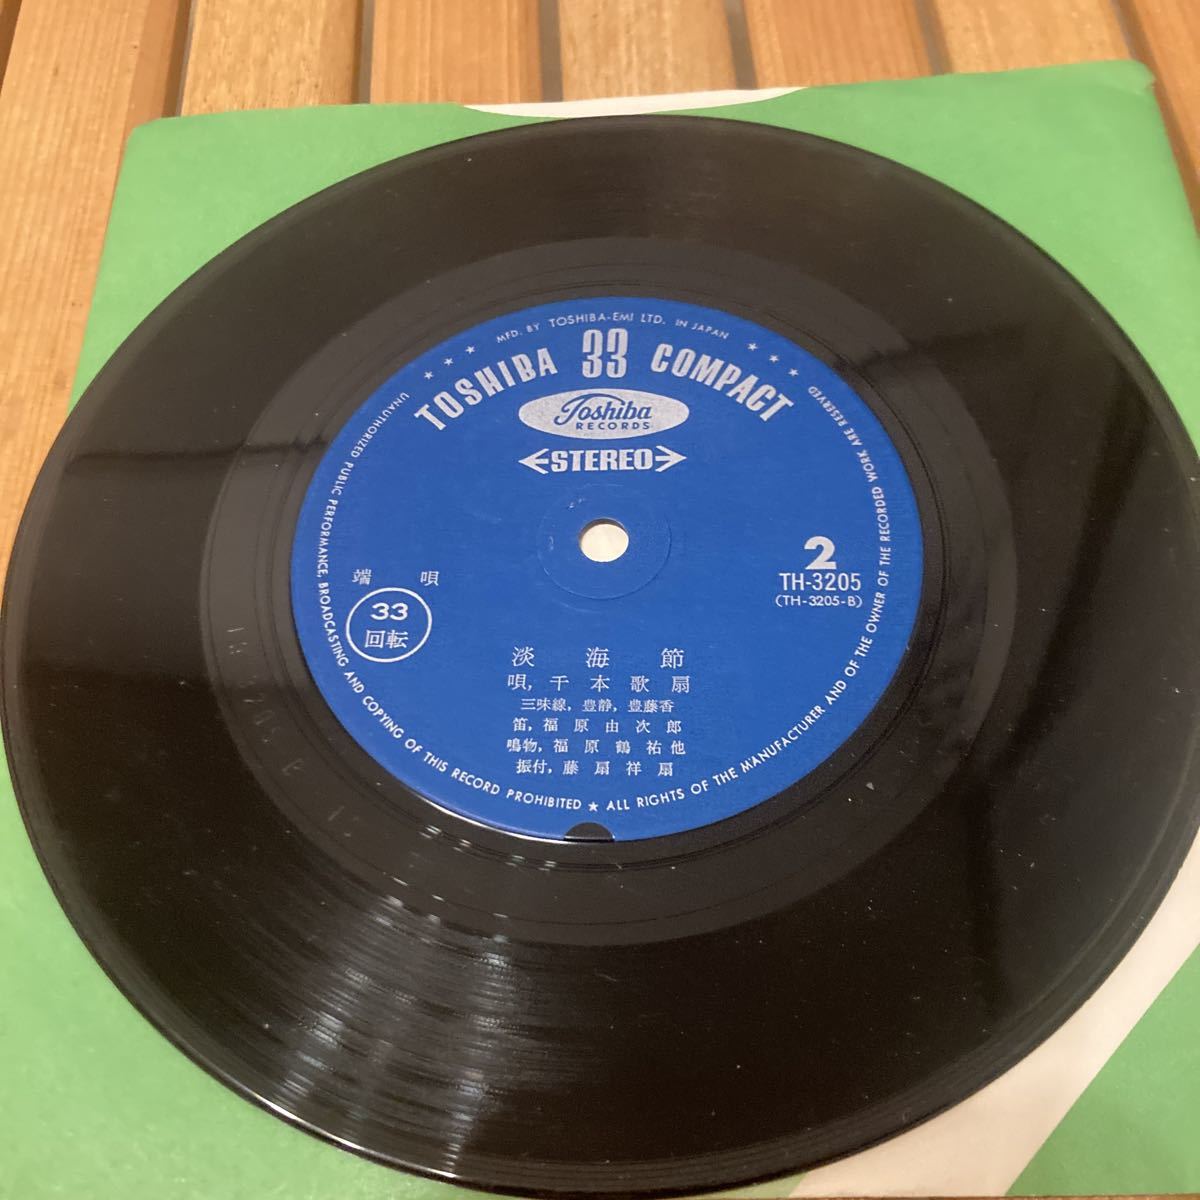 MFD. BY TOSHIBA-EMI LTD. IN JAPAN
★ ★ ★ ★ ★ ★
TOSHIBA 33 COMPACT
Toshiba
RECORDS
STEREO
2
TH-3205
(TH-3205-B)
端 唄
33
回転
淡海節
唄, 千本歌扇
三味線, 豊静, 豊藤香
笛, 福原由次郎
鳴物, 福原鶴祐他
振付, 藤扇祥扇
UNAUTHORIZED PUBLIC PERFORMANCE, BROADCASTING AND COPYING OF THIS RECORD PROHIBITED ★ ALL RIGHTS OF THE MANUFACTURER AND OF THE OWNER OF THE RECORDED WORK ARE RESERVED